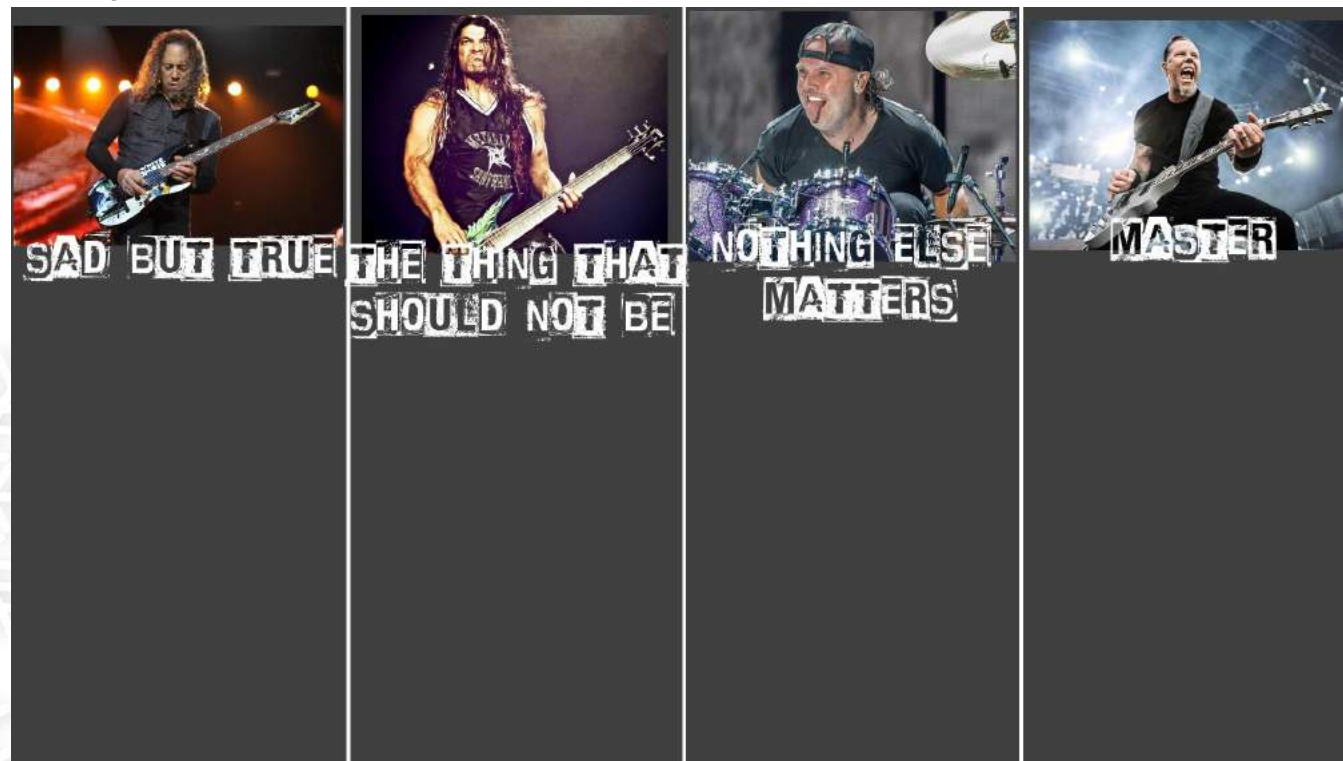 SAD BUT TRUE
THE THING THAT
SHOULD NOT BE
NOTHING ELSE
MATTERS
MASTER